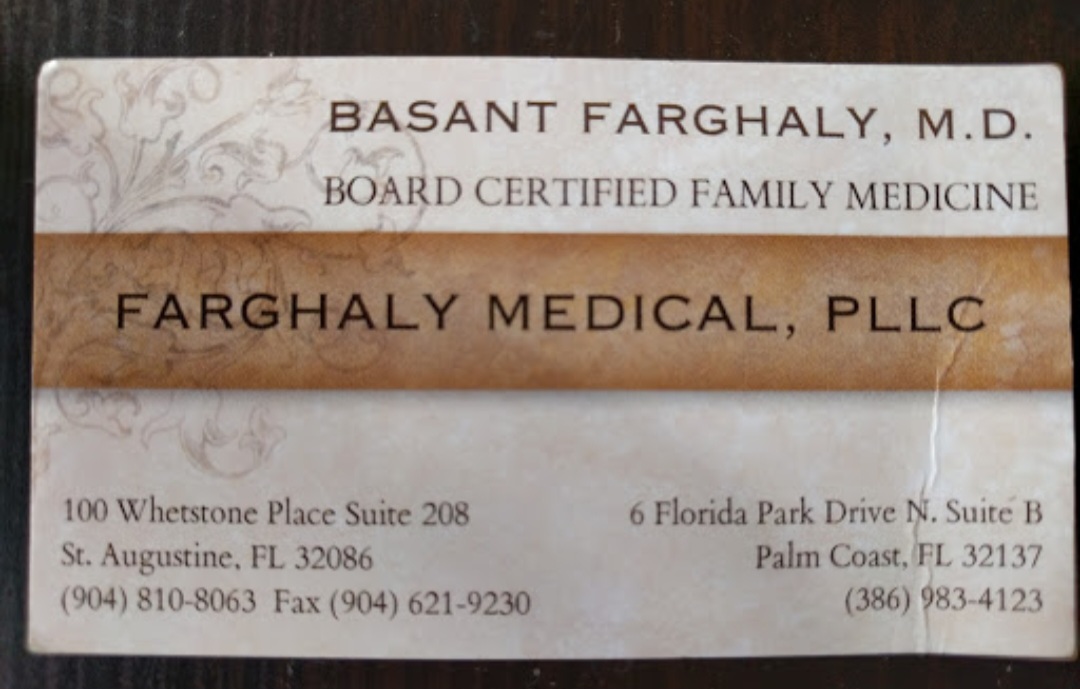 BASANT FARGHALY, M.D.
BOARD CERTIFIED FAMILY MEDICINE
FARGHALY MEDICAL, PLLC
100 Whetstone Place Suite 208
St. Augustine, FL 32086
(904) 810-8063 Fax (904) 621-9230
6 Florida Park Drive N. Suite B
Palm Coast, FL 32137
(386) 983-4123